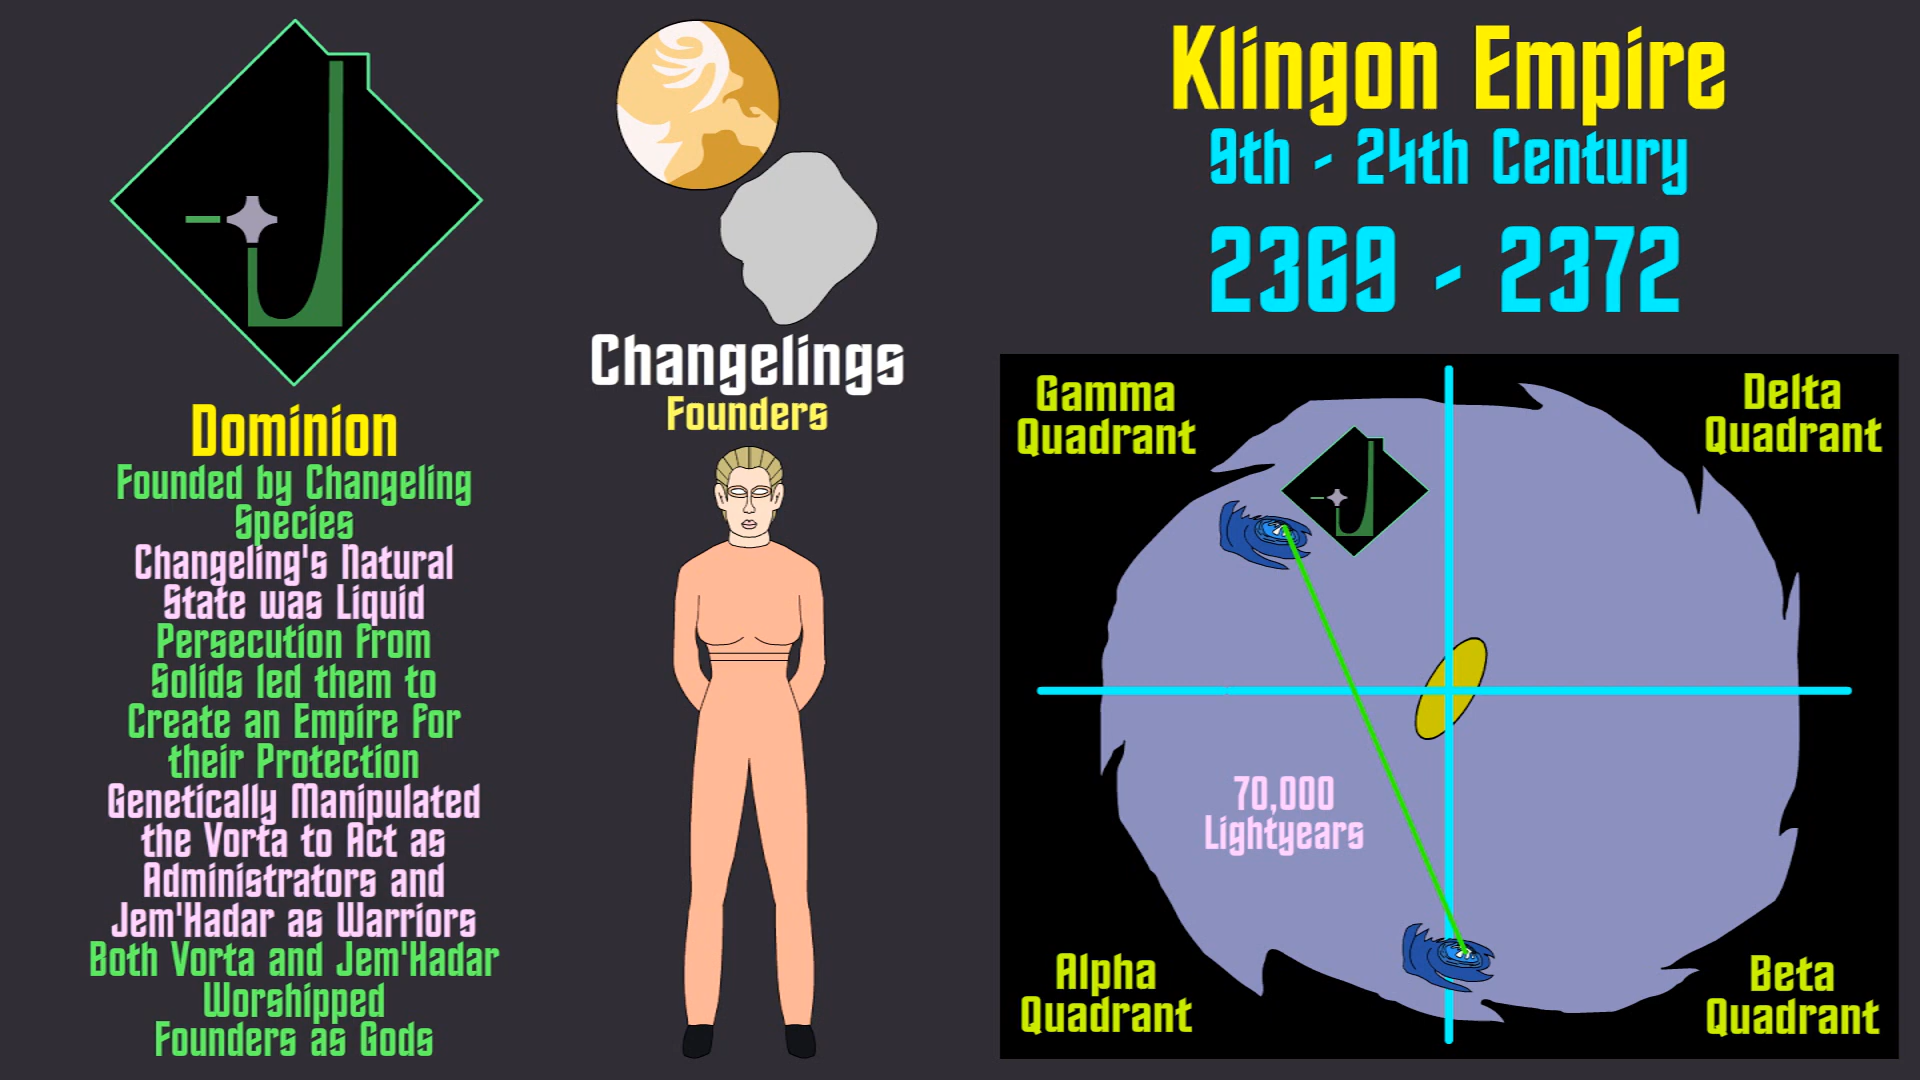 Klingon Empire
9th - 24th Century
2369 - 2372
Changelings
Founders
Dominion
Founded by Changeling
Species
Changeling's Natural
State was Liquid
Persecution from
Solids led them to
Create an Empire for
their Protection
Genetically Manipulated
the Vorta to Act as
Administrators and
Jem'Hadar as Warriors
Both Vorta and Jem'Hadar
Worshipped
Founders as Gods
Gamma
Quadrant
Delta
Quadrant
70,000
Lightyears
Alpha
Quadrant
Beta
Quadrant